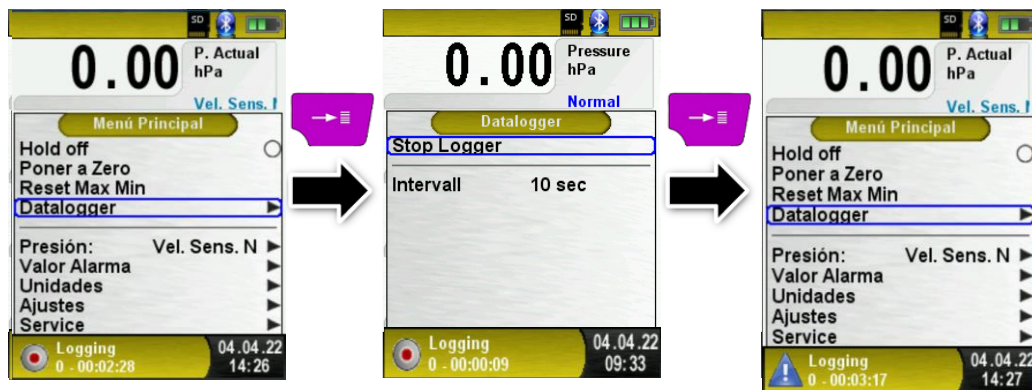 SD
0.00
P. Actual
hPa
Vel. Sens.
Menú Principal
Hold off
Poner a Zero
Reset Max Min
Datalogger
Presión: Vel. Sens. N
Valor Alarma
Unidades
Ajustes
Service
Logging
0 - 00:02:28
04.04.22
14:26
SD
0.00
Pressure
hPa
Normal
Datalogger
Stop Logger
Intervall 10 sec
Logging
0 - 00:00:09
04.04.22
09:33
SD
0.00
P. Actual
hPa
Vel. Sens.
Menú Principal
Hold off
Poner a Zero
Reset Max Min
Datalogger
Presión: Vel. Sens. N
Valor Alarma
Unidades
Ajustes
Service
Logging
0 - 00:03:17
04.04.22
14:27